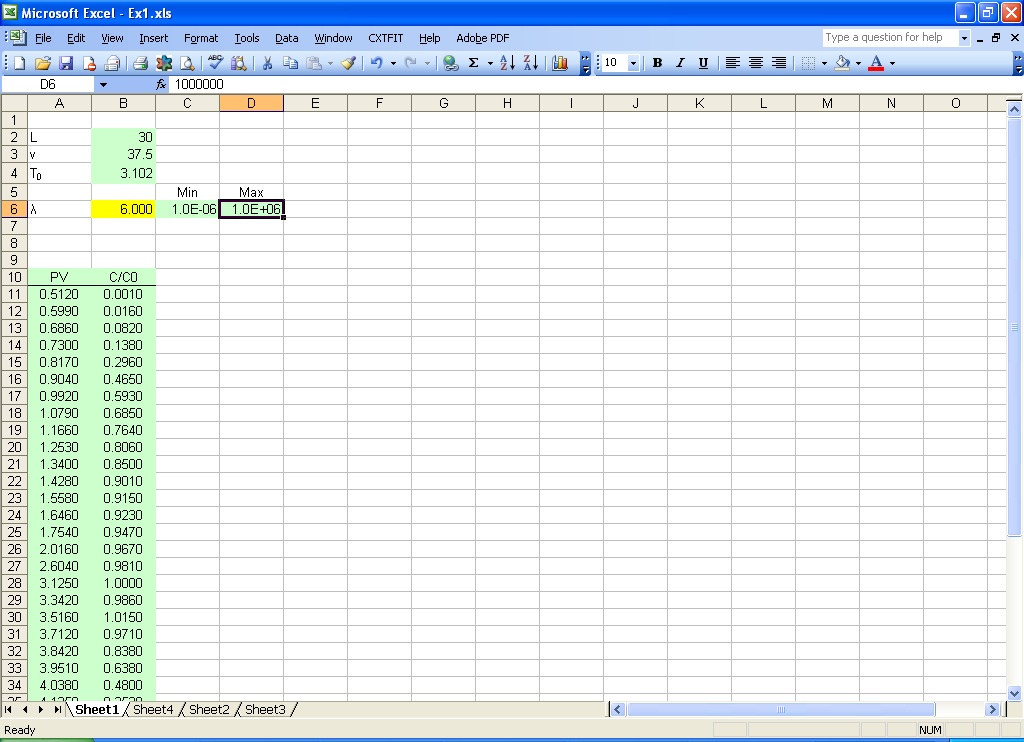 Microsoft Excel - Ex1.xls
File Edit View Insert Format Tools Data Window CXTFIT Help Adobe PDF Type a question for help
ABC Σ A Z Z A 10 B I U A
D6 fx 1000000
A B C D E F G H I J K L M N O
1
2 L 30
3 v 37.5
4 T0 3.102
5 Min Max
6 λ 6.000 1.0E-06 1.0E+06
7
8
9
10 PV C/C0
11 0.5120 0.0010
12 0.5990 0.0160
13 0.6860 0.0820
14 0.7300 0.1380
15 0.8170 0.2960
16 0.9040 0.4650
17 0.9920 0.5930
18 1.0790 0.6850
19 1.1660 0.7640
20 1.2530 0.8060
21 1.3400 0.8500
22 1.4280 0.9010
23 1.5580 0.9150
24 1.6460 0.9230
25 1.7540 0.9470
26 2.0160 0.9670
27 2.6040 0.9810
28 3.1250 1.0000
29 3.3420 0.9860
30 3.5160 1.0150
31 3.7120 0.9710
32 3.8420 0.8380
33 3.9510 0.6380
34 4.0380 0.4800
Sheet1 Sheet4 Sheet2 Sheet3
Ready NUM